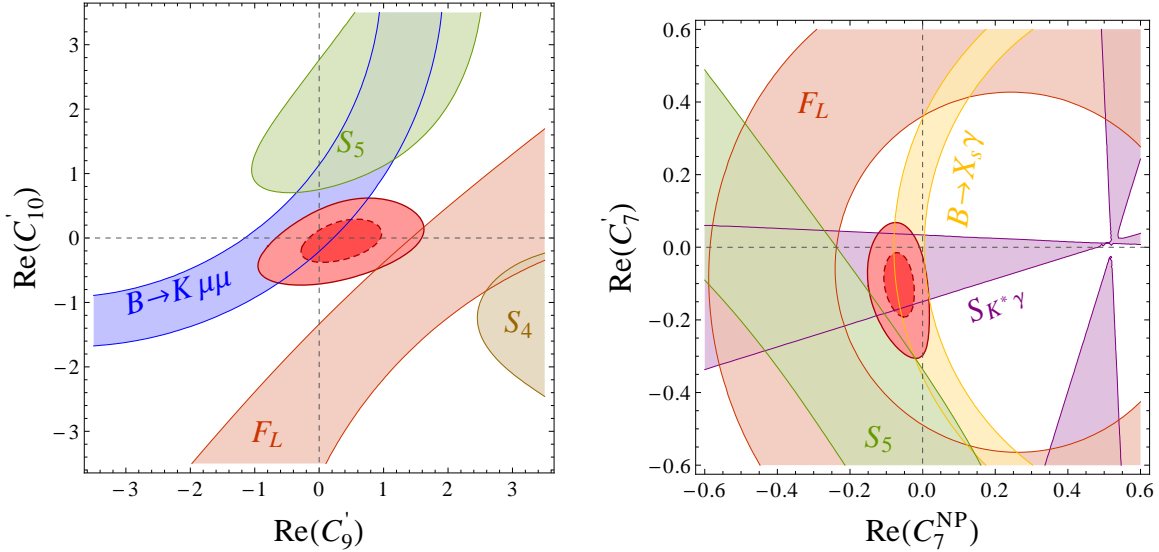 3
2
1
0
−1
−2
−3
−3 −2 −1 0 1 2 3
Re(C'10)
Re(C'9)
S5
B→K μμ
FL
S4
0.6
0.4
0.2
0.0
−0.2
−0.4
−0.6
−0.6 −0.4 −0.2 0.0 0.2 0.4 0.6
Re(C'7)
Re(C7NP)
FL
B→Xsγ
SK*γ
S5